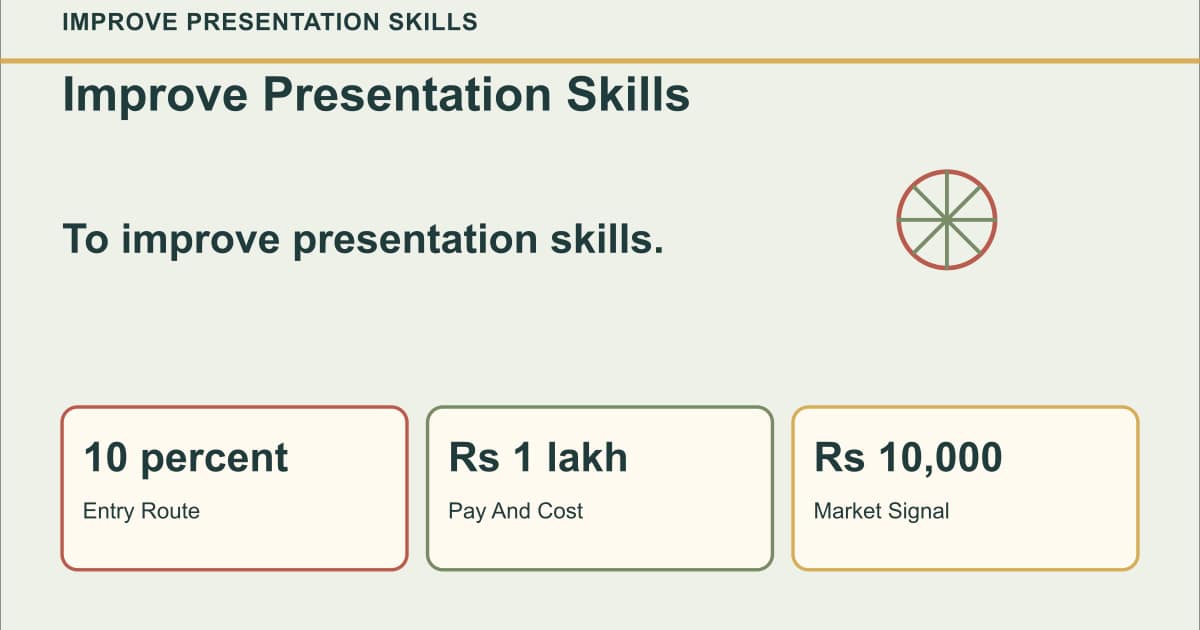 IMPROVE PRESENTATION SKILLS
Improve Presentation Skills
To improve presentation skills.
10 percent
Entry Route
Rs 1 lakh
Pay And Cost
Rs 10,000
Market Signal